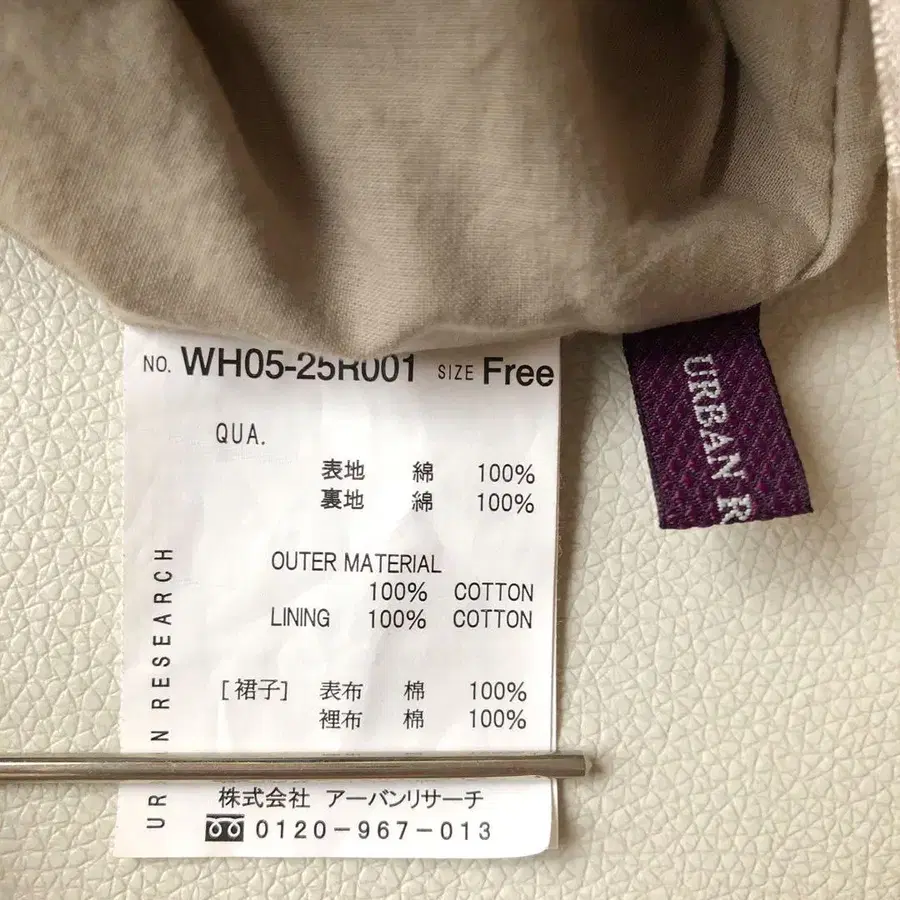 NO. WH05-25R001 SIZE Free
QUA.
表地 綿 100%
裏地 綿 100%
OUTER MATERIAL
100% COTTON
LINING 100% COTTON
[裙子] 表布 棉 100%
裡布 棉 100%
株式会社 アーバンリサーチ
0120-967-013
UR N RESEARCH
URBAN R